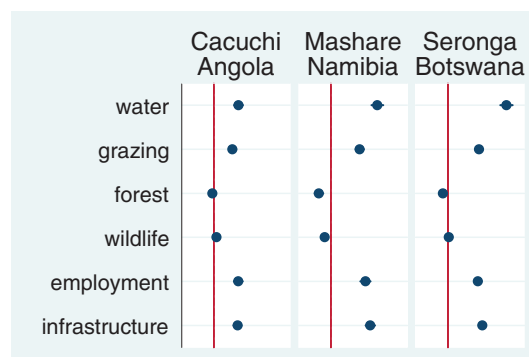 Cacuchi Angola
Mashare Namibia
Seronga Botswana
water
grazing
forest
wildlife
employment
infrastructure